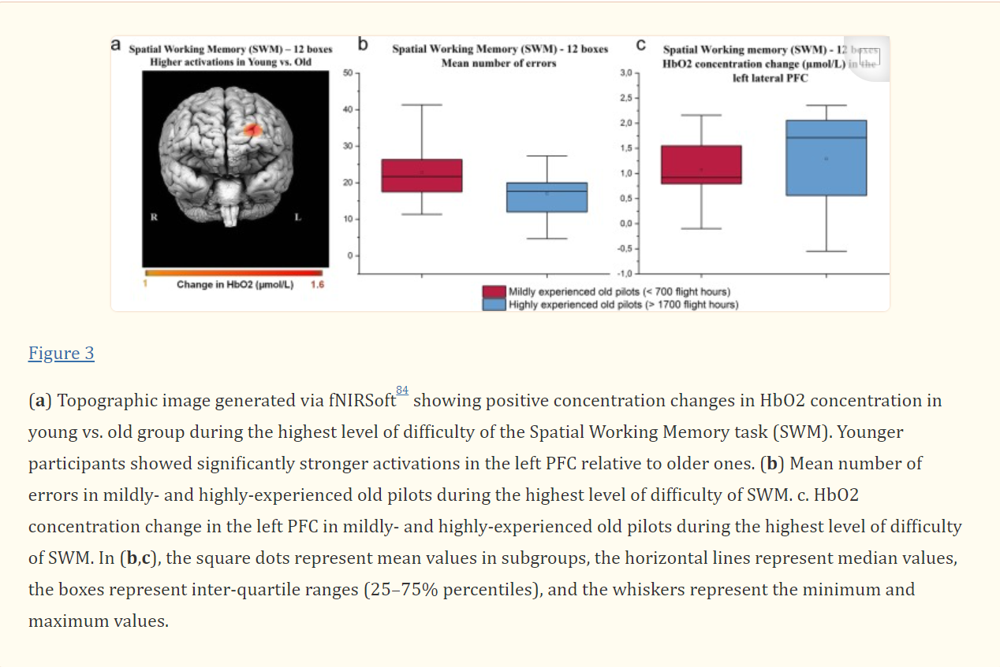 a
Spatial Working Memory (SWM) – 12 boxes
Higher activations in Young vs. Old
R
L
1
Change in HbO2 (µmol/L)
1.6
b
Spatial Working Memory (SWM) - 12 boxes
Mean number of errors
50
40
30
20
10
0
c
Spatial Working memory (SWM) - 12 boxes
HbO2 concentration change (µmol/L) in the
left lateral PFC
3,0
2,5
2,0
1,5
1,0
0,5
0,0
-0,5
-1,0
Mildly experienced old pilots (< 700 flight hours)
Highly experienced old pilots (> 1700 flight hours)
Figure 3
(a) Topographic image generated via fNIRSoft84 showing positive concentration changes in HbO2 concentration in
young vs. old group during the highest level of difficulty of the Spatial Working Memory task (SWM). Younger
participants showed significantly stronger activations in the left PFC relative to older ones. (b) Mean number of
errors in mildly- and highly-experienced old pilots during the highest level of difficulty of SWM. c. HbO2
concentration change in the left PFC in mildly- and highly-experienced old pilots during the highest level of difficulty
of SWM. In (b,c), the square dots represent mean values in subgroups, the horizontal lines represent median values,
the boxes represent inter-quartile ranges (25–75% percentiles), and the whiskers represent the minimum and
maximum values.